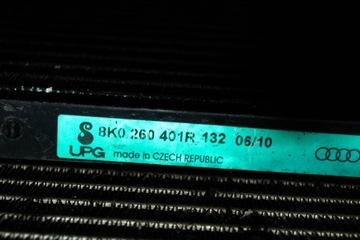 8K0 260 401R 132 06/10
UPG made in CZECH REPUBLIC